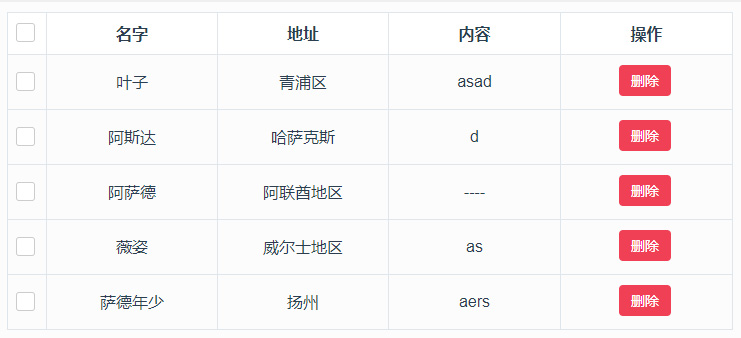 名字 地址 内容 操作
叶子 青浦区 asad 删除
阿斯达 哈萨克斯 d 删除
阿萨德 阿联酋地区 ---- 删除
薇姿 威尔士地区 as 删除
萨德年少 扬州 aers 删除